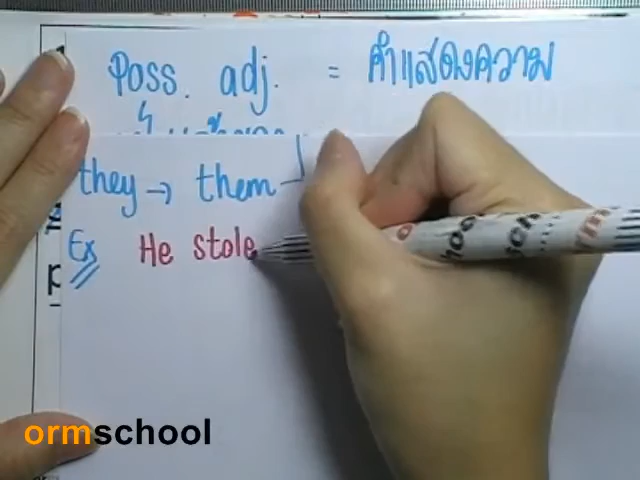 Poss. adj. = คำแสดงความ
they → them
Ex He stole
ormschool